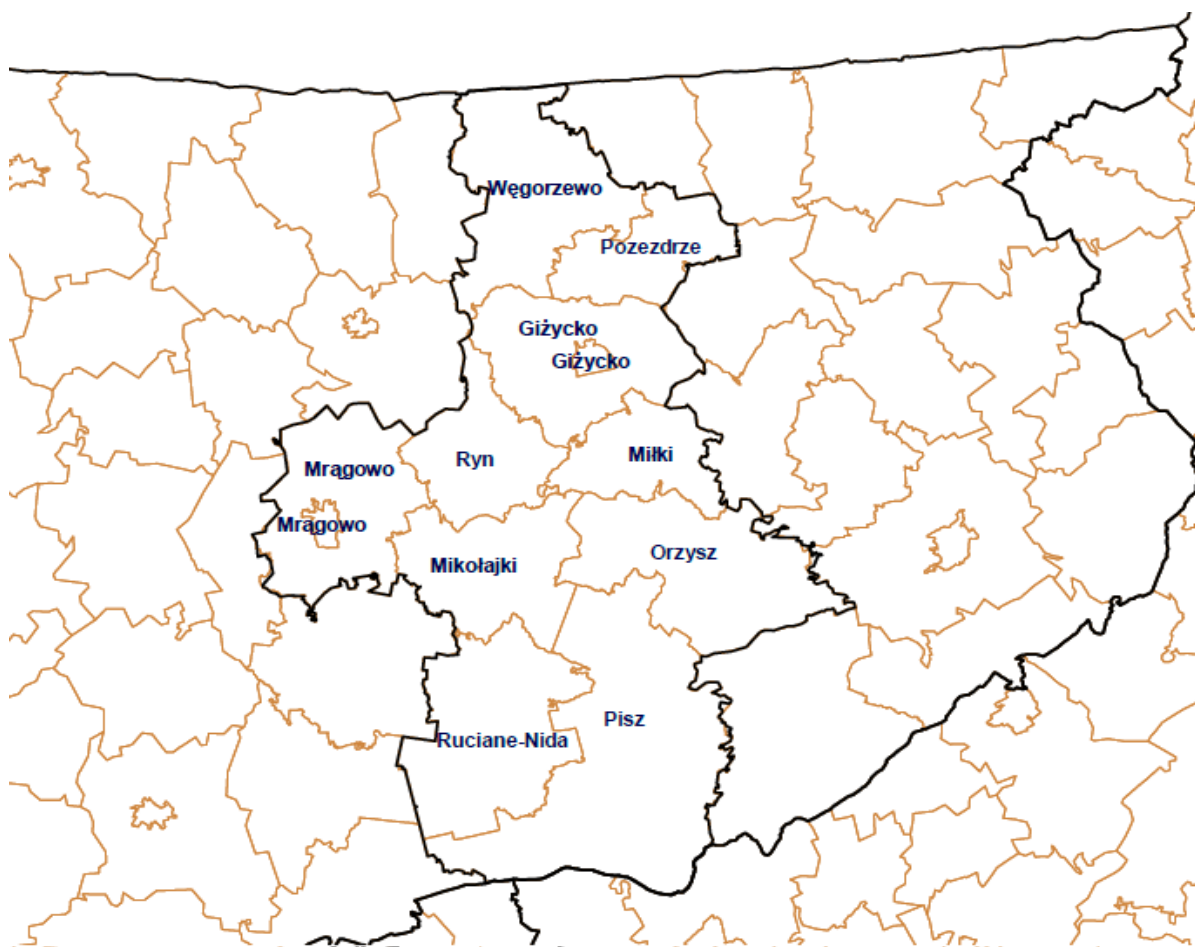 Węgorzewo
Pozezdrze
Giżycko
Giżycko
Ryn
Miłki
Mrągowo
Mrągowo
Orzysz
Mikołajki
Pisz
Ruciane-Nida